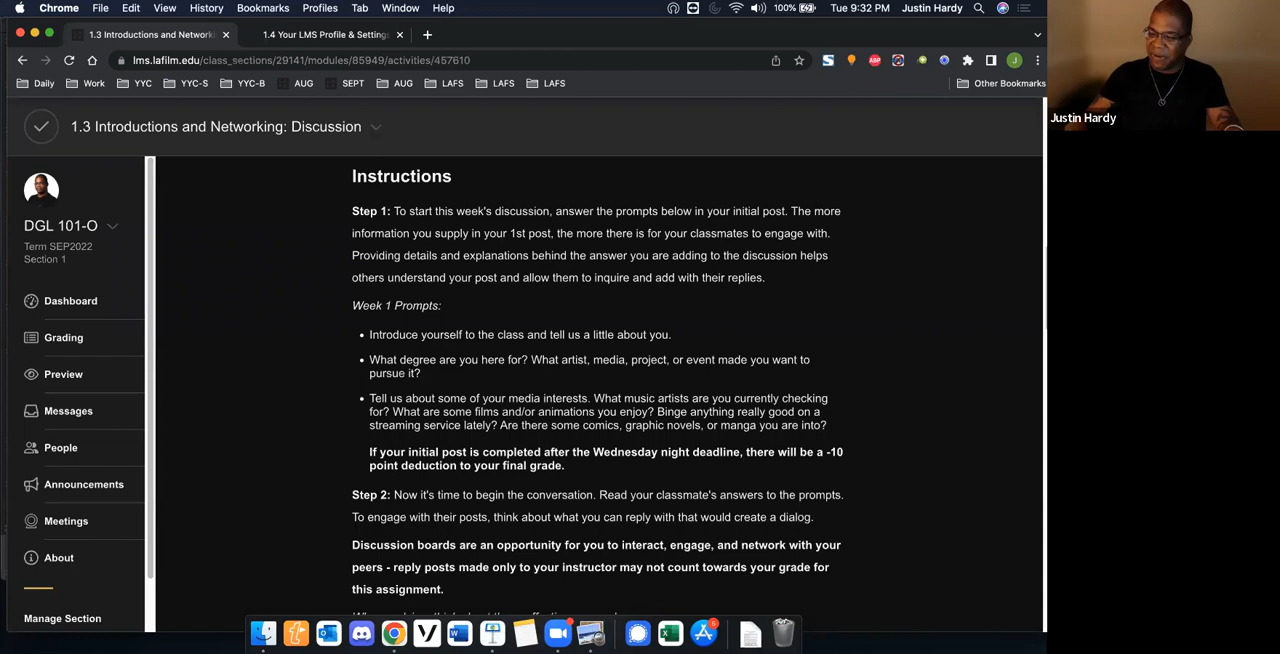 Chrome File Edit View History Bookmarks Profiles Tab Window Help 100% Tue 9:32 PM Justin Hardy
1.3 Introductions and Networki 1.4 Your LMS Profile & Settings
lms.lafilm.edu/class_sections/29141/modules/85949/activities/457610
ABP J
Daily Work YYC YYC-S YYC-B AUG SEPT AUG LAFS LAFS LAFS Other Bookmarks
Justin Hardy
1.3 Introductions and Networking: Discussion
DGL 101-O
Term SEP2022
Section 1
Dashboard
Grading
Preview
Messages
People
Announcements
Meetings
About
Manage Section
Instructions
Step 1: To start this week's discussion, answer the prompts below in your initial post. The more
information you supply in your 1st post, the more there is for your classmates to engage with.
Providing details and explanations behind the answer you are adding to the discussion helps
others understand your post and allow them to inquire and add with their replies.
Week 1 Prompts:
• Introduce yourself to the class and tell us a little about you.
• What degree are you here for? What artist, media, project, or event made you want to
pursue it?
• Tell us about some of your media interests. What music artists are you currently checking
for? What are some films and/or animations you enjoy? Binge anything really good on a
streaming service lately? Are there some comics, graphic novels, or manga you are into?
If your initial post is completed after the Wednesday night deadline, there will be a -10
point deduction to your final grade.
Step 2: Now it's time to begin the conversation. Read your classmate's answers to the prompts.
To engage with their posts, think about what you can reply with that would create a dialog.
Discussion boards are an opportunity for you to interact, engage, and network with your
peers - reply posts made only to your instructor may not count towards your grade for
this assignment.